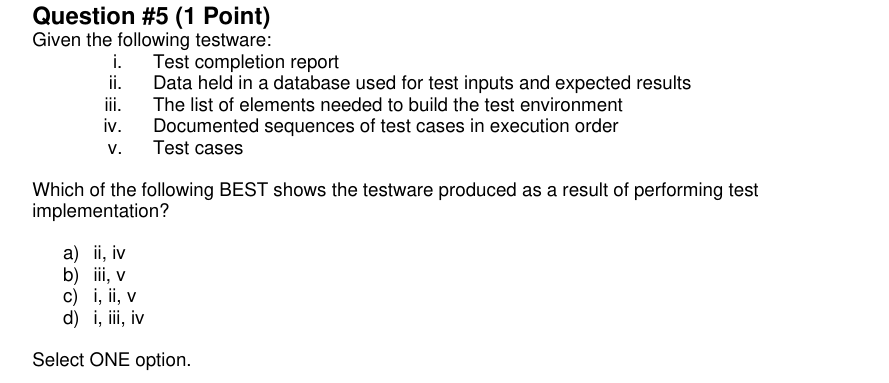 Question #5 (1 Point)
Given the following testware:
i. Test completion report
ii. Data held in a database used for test inputs and expected results
iii. The list of elements needed to build the test environment
iv. Documented sequences of test cases in execution order
v. Test cases
Which of the following BEST shows the testware produced as a result of performing test
implementation?
a) ii, iv
b) iii, v
c) i, ii, v
d) i, iii, iv
Select ONE option.